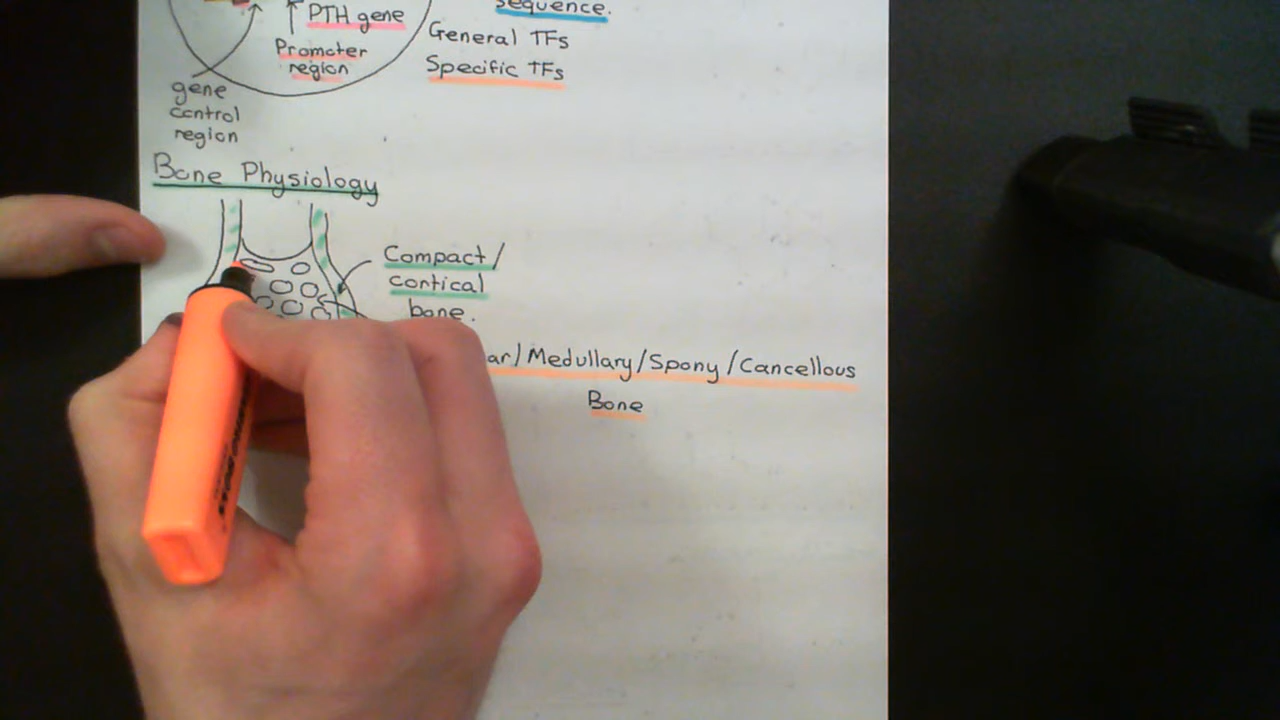 sequence.
PTH gene
General TFs
Promoter
region
Specific TFs
gene
control
region
Bone Physiology
Compact/
cortical
bone.
ar/Medullary/Spony/Cancellous
Bone